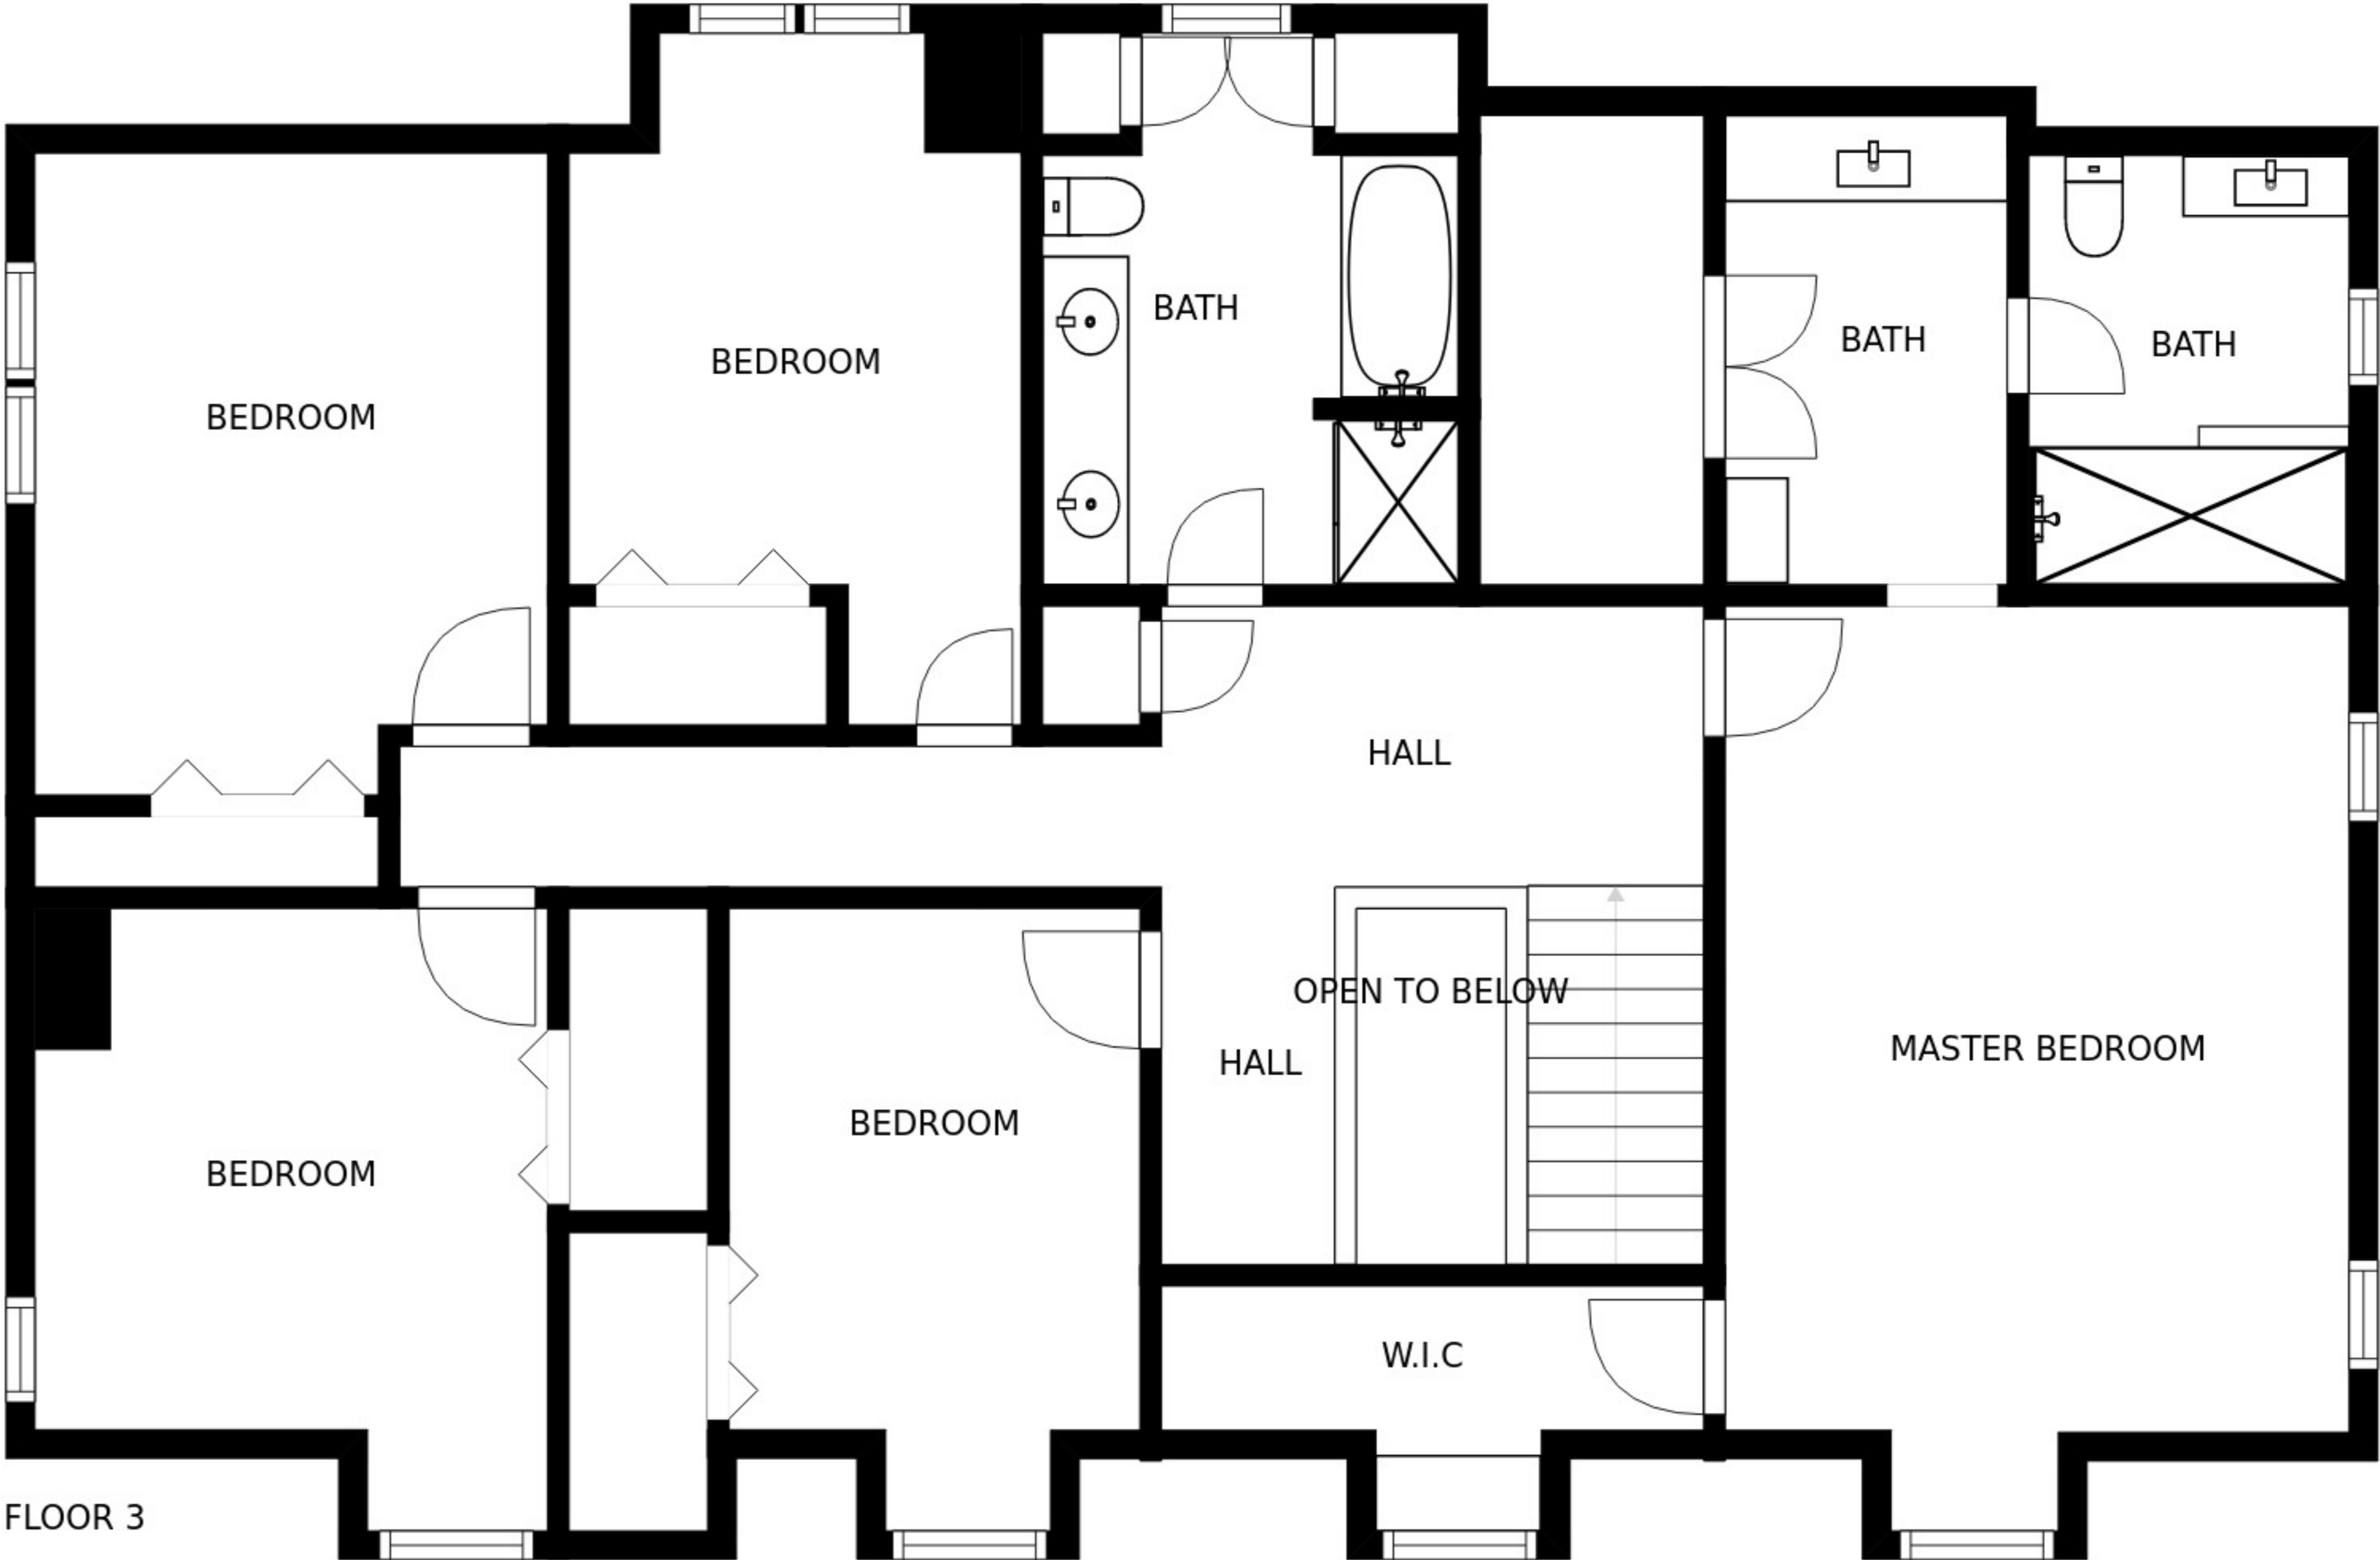 BATH
BATH
BATH
BEDROOM
BEDROOM
HALL
OPEN TO BELOW
MASTER BEDROOM
HALL
BEDROOM
BEDROOM
W.I.C
FLOOR 3